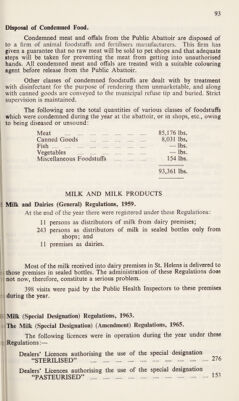 93
Disposal of Condemned Food.
Condemned meat and offals from the Public Abattoir are disposed of
to a firm of animal foodstuffs and fertilisers manufacturers. This firm has
given a guarantee that no raw meat will be sold to pet shops and that adequate
steps will be taken for preventing the meat from getting into unauthorised
hands. All condemned meat and offals are treated with a suitable colouring
agent before release from the Public Abattoir.
Other classes of condemned foodstuffs are dealt with by treatment
with disinfectant for the purpose of rendering them unmarketable, and along
with canned goods are conveyed to the municipal refuse tip and buried. Strict
supervision is maintained.
The following are the total quantities of various classes of foodstuffs
which were condemned during the year at the abattoir, or in shops, etc., owing
to being diseased or unsound:
Meat 85,176 lbs.
Canned Goods 8,031 lbs.
Fish — lbs.
Vegetables — lbs.
Miscellaneous Foodstuffs 154 lbs.
93,361 lbs.
MILK AND MILK PRODUCTS
Milk and Dairies (General) Regulations, 1959.
At the end of the year there were registered under these Regulations:
11 persons as distributors of milk from dairy premises;
243 persons as distributors of milk in sealed bottles only from
shops; and
11 premises as dairies.
Most of the milk received into dairy premises in St. Helens is delivered to
those premises in sealed bottles. The administration of these Regulations does
not now, therefore, constitute a serious problem.
398 visits were paid by the Public Health Inspectors to these premises
during the year.
Milk (Special Designation) Regulations, 1963.
The Milk (Special Designation) (Amendment) Regulations, 1965.
The following licences were in operation during the year under those
Regulations:—
Dealers' Licences authorising the use of the special designation
"STERILISED" 276
Dealers' Licences authorising the use of the special designation
"PASTEURISED" 151